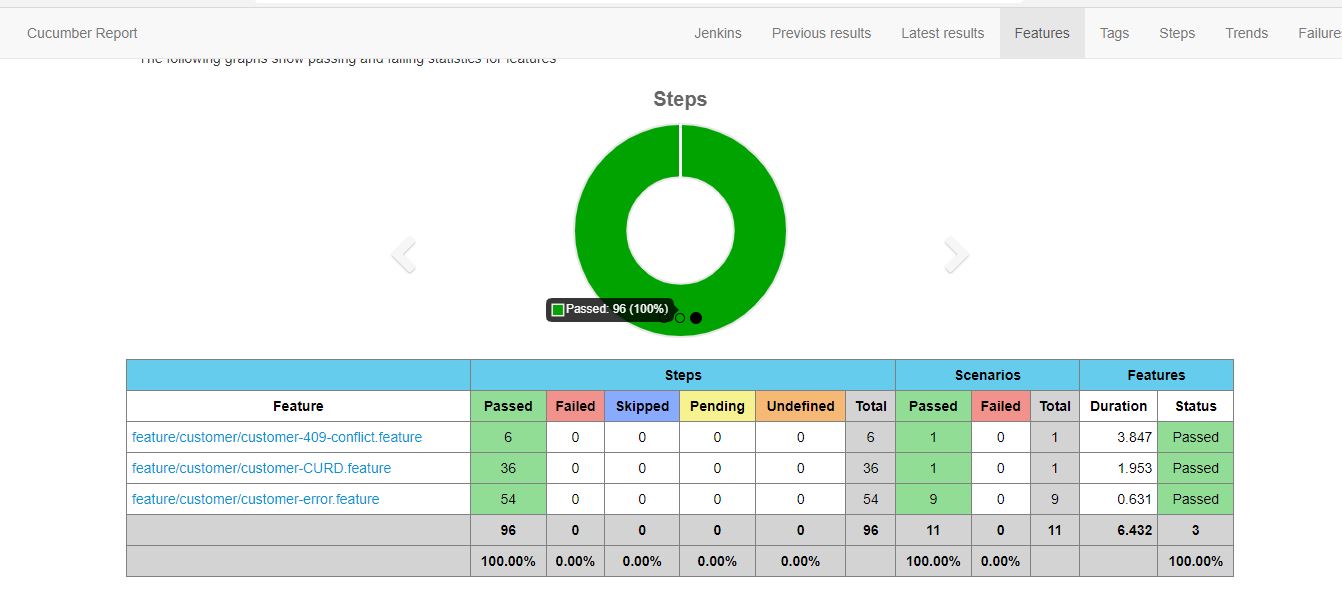 Cucumber Report Jenkins Previous results Latest results Features Tags Steps Trends Failure
The following graphs show passing and failing statistics for features
Steps
Passed: 96 (100%)
Steps Scenarios Features
Feature Passed Failed Skipped Pending Undefined Total Passed Failed Total Duration Status
feature/customer/customer-409-conflict.feature 6 0 0 0 0 6 1 0 1 3.847 Passed
feature/customer/customer-CURD.feature 36 0 0 0 0 36 1 0 1 1.953 Passed
feature/customer/customer-error.feature 54 0 0 0 0 54 9 0 9 0.631 Passed
96 0 0 0 0 96 11 0 11 6.432 3
100.00% 0.00% 0.00% 0.00% 0.00% 100.00% 0.00% 100.00%